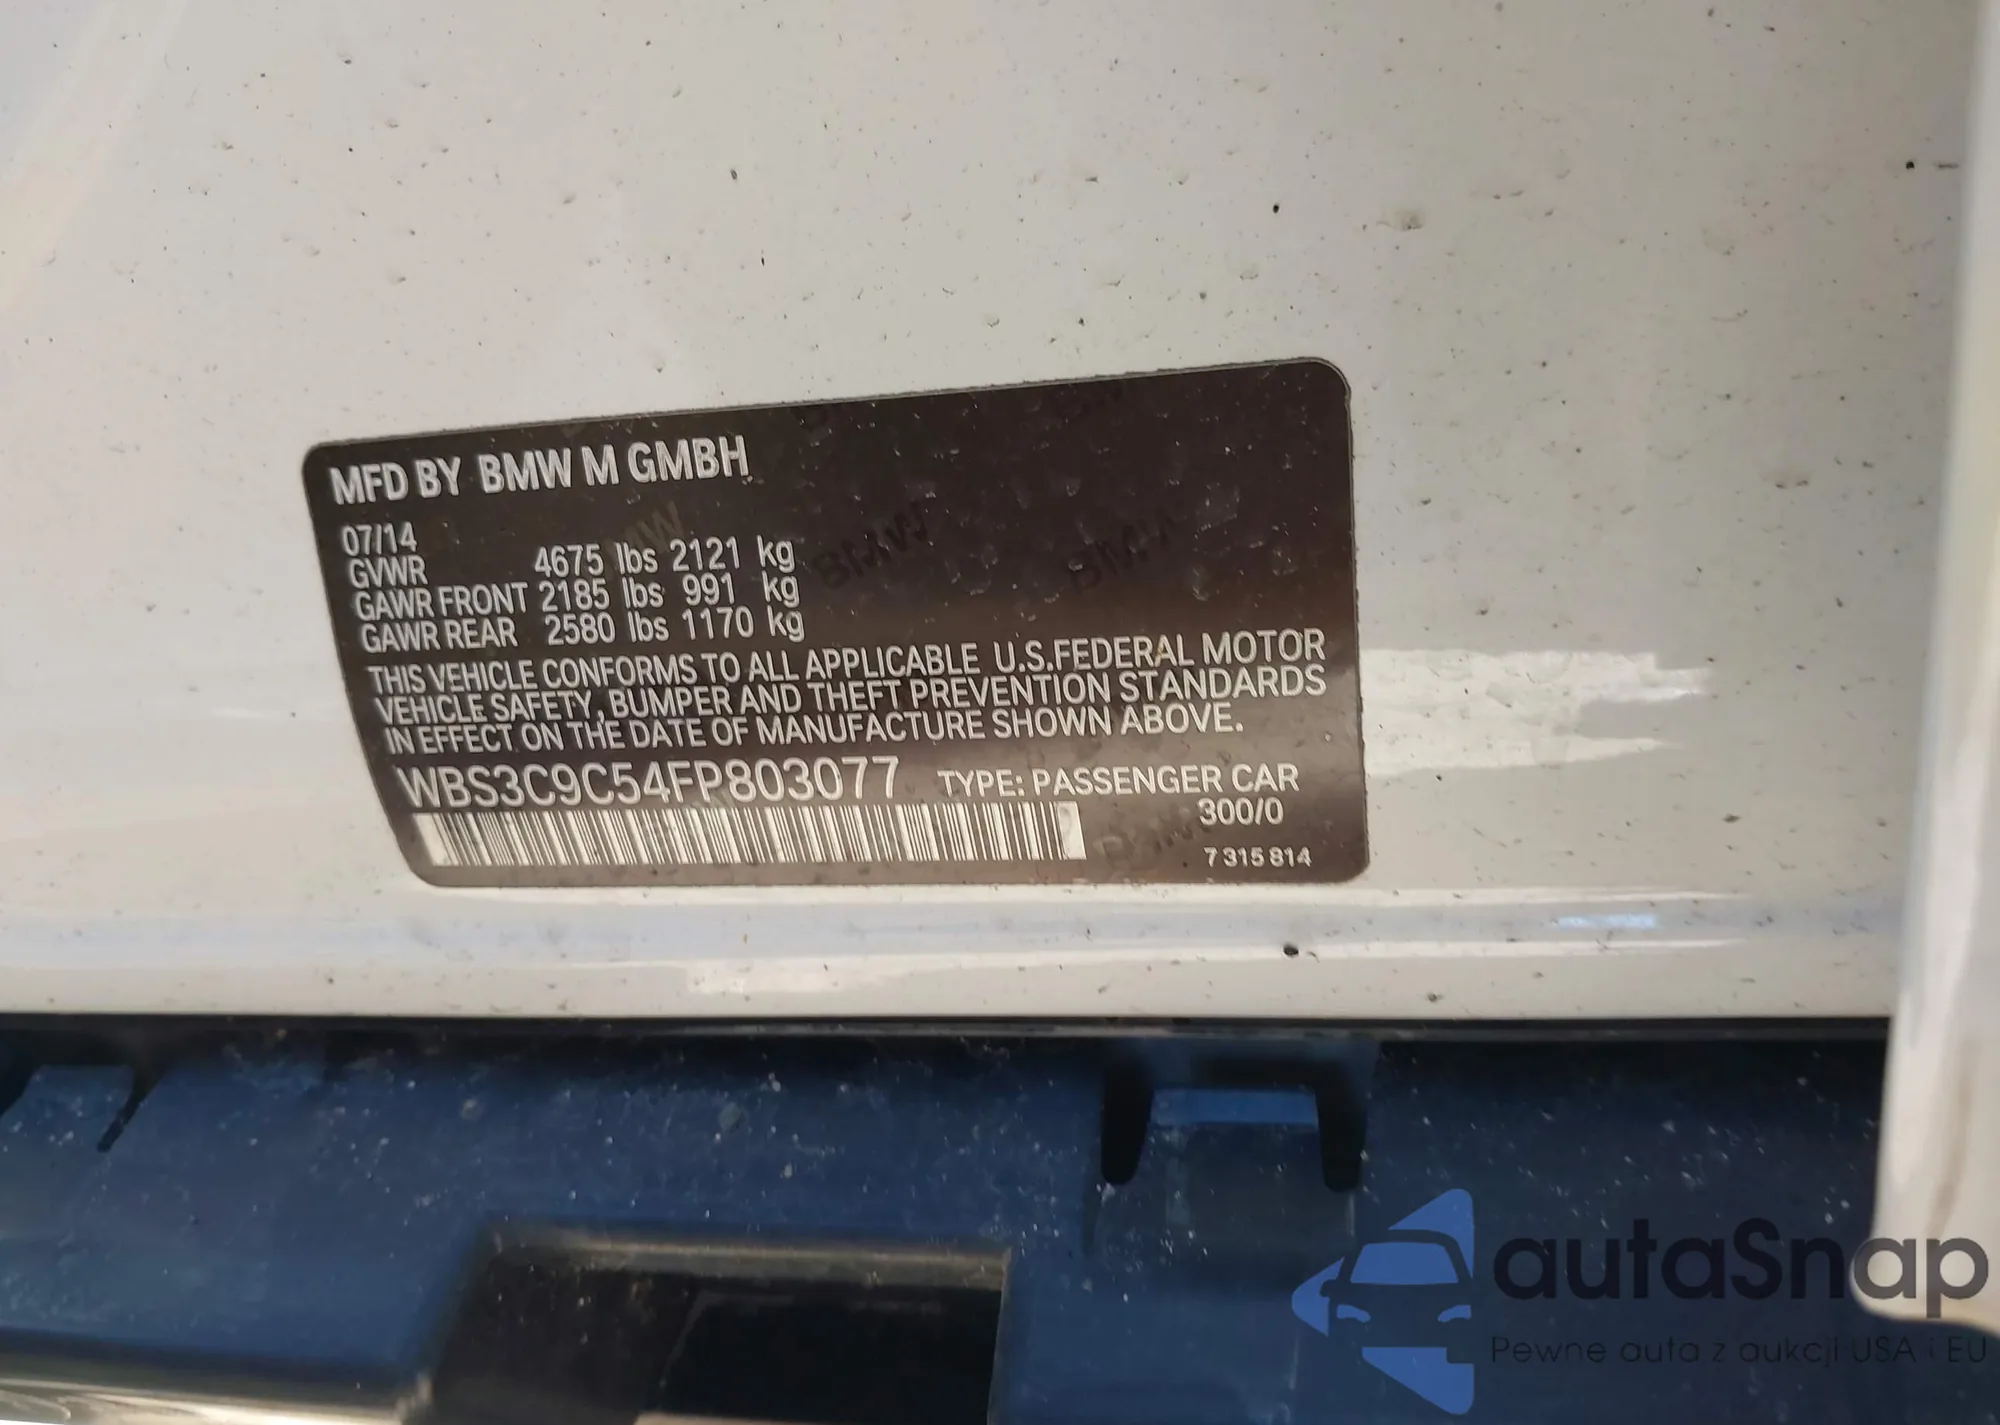 MFD BY BMW M GMBH
07/14
GVWR 4675 lbs 2121 kg
GAWR FRONT 2185 lbs 991 kg
GAWR REAR 2580 lbs 1170 kg
THIS VEHICLE CONFORMS TO ALL APPLICABLE U.S.FEDERAL MOTOR
VEHICLE SAFETY, BUMPER AND THEFT PREVENTION STANDARDS
IN EFFECT ON THE DATE OF MANUFACTURE SHOWN ABOVE.
WBS3C9C54FP803077 TYPE: PASSENGER CAR
300/0
7 315 814
autaSnap
Pewne auta z aukcji USA i EU